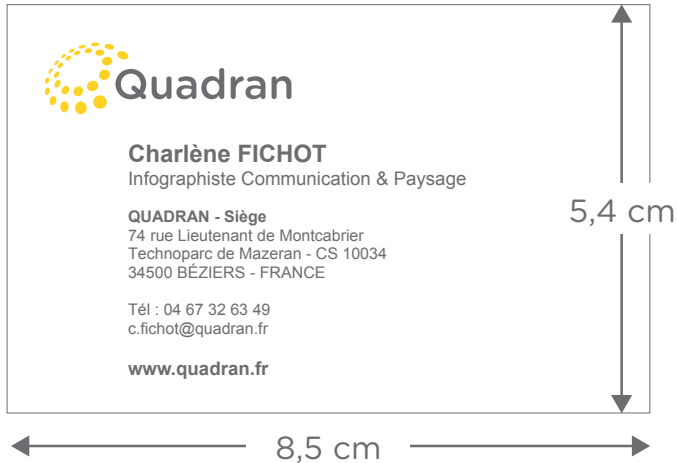 Quadran
Charlène FICHOT
Infographiste Communication & Paysage
QUADRAN - Siège
74 rue Lieutenant de Montcabrier
Technoparc de Mazeran - CS 10034
34500 BÉZIERS - FRANCE
Tél : 04 67 32 63 49
c.fichot@quadran.fr
www.quadran.fr
5,4 cm
8,5 cm